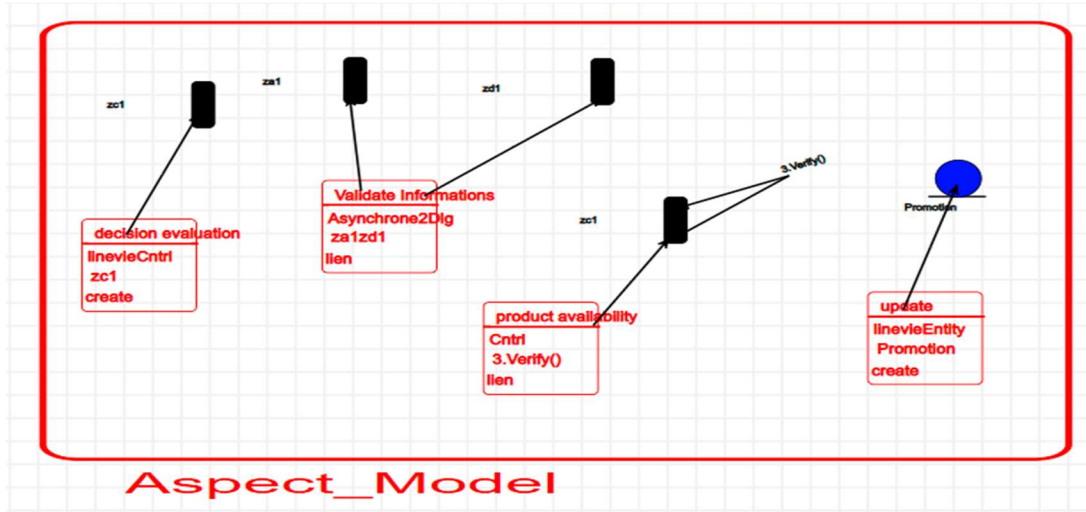 za1
zd1
zc1
3.Verify()
Validate Informations
Asynchrone2Dlg
za1zd1
lien
zc1
Promotion
decision evaluation
linevieCntrl
zc1
create
product availability
Cntrl
3.Verify()
lien
update
linevieEntity
Promotion
create
Aspect_Model